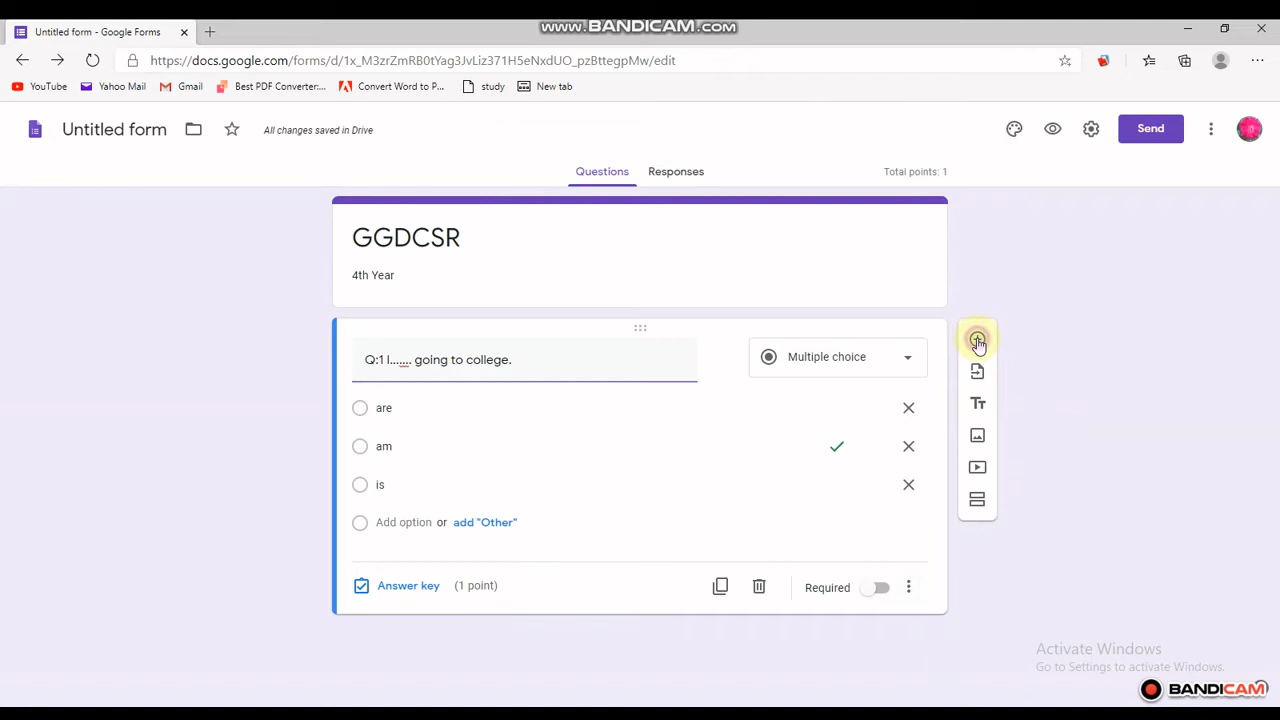 www.BANDICAM.com
Untitled form - Google Forms
https://docs.google.com/forms/d/1x_M3zrZmRB0tYag3JvLiz371H5eNxdUO_pzBttegpMw/edit
YouTube Yahoo Mail Gmail Best PDF Converter:... Convert Word to P... study New tab
Untitled form All changes saved in Drive Send
Questions Responses Total points: 1
GGDCSR
4th Year
Q:1 I....... going to college. Multiple choice
are
am
is
Add option or add "Other"
Answer key (1 point) Required
Tt
Activate Windows
Go to Settings to activate Windows.
BANDICAM